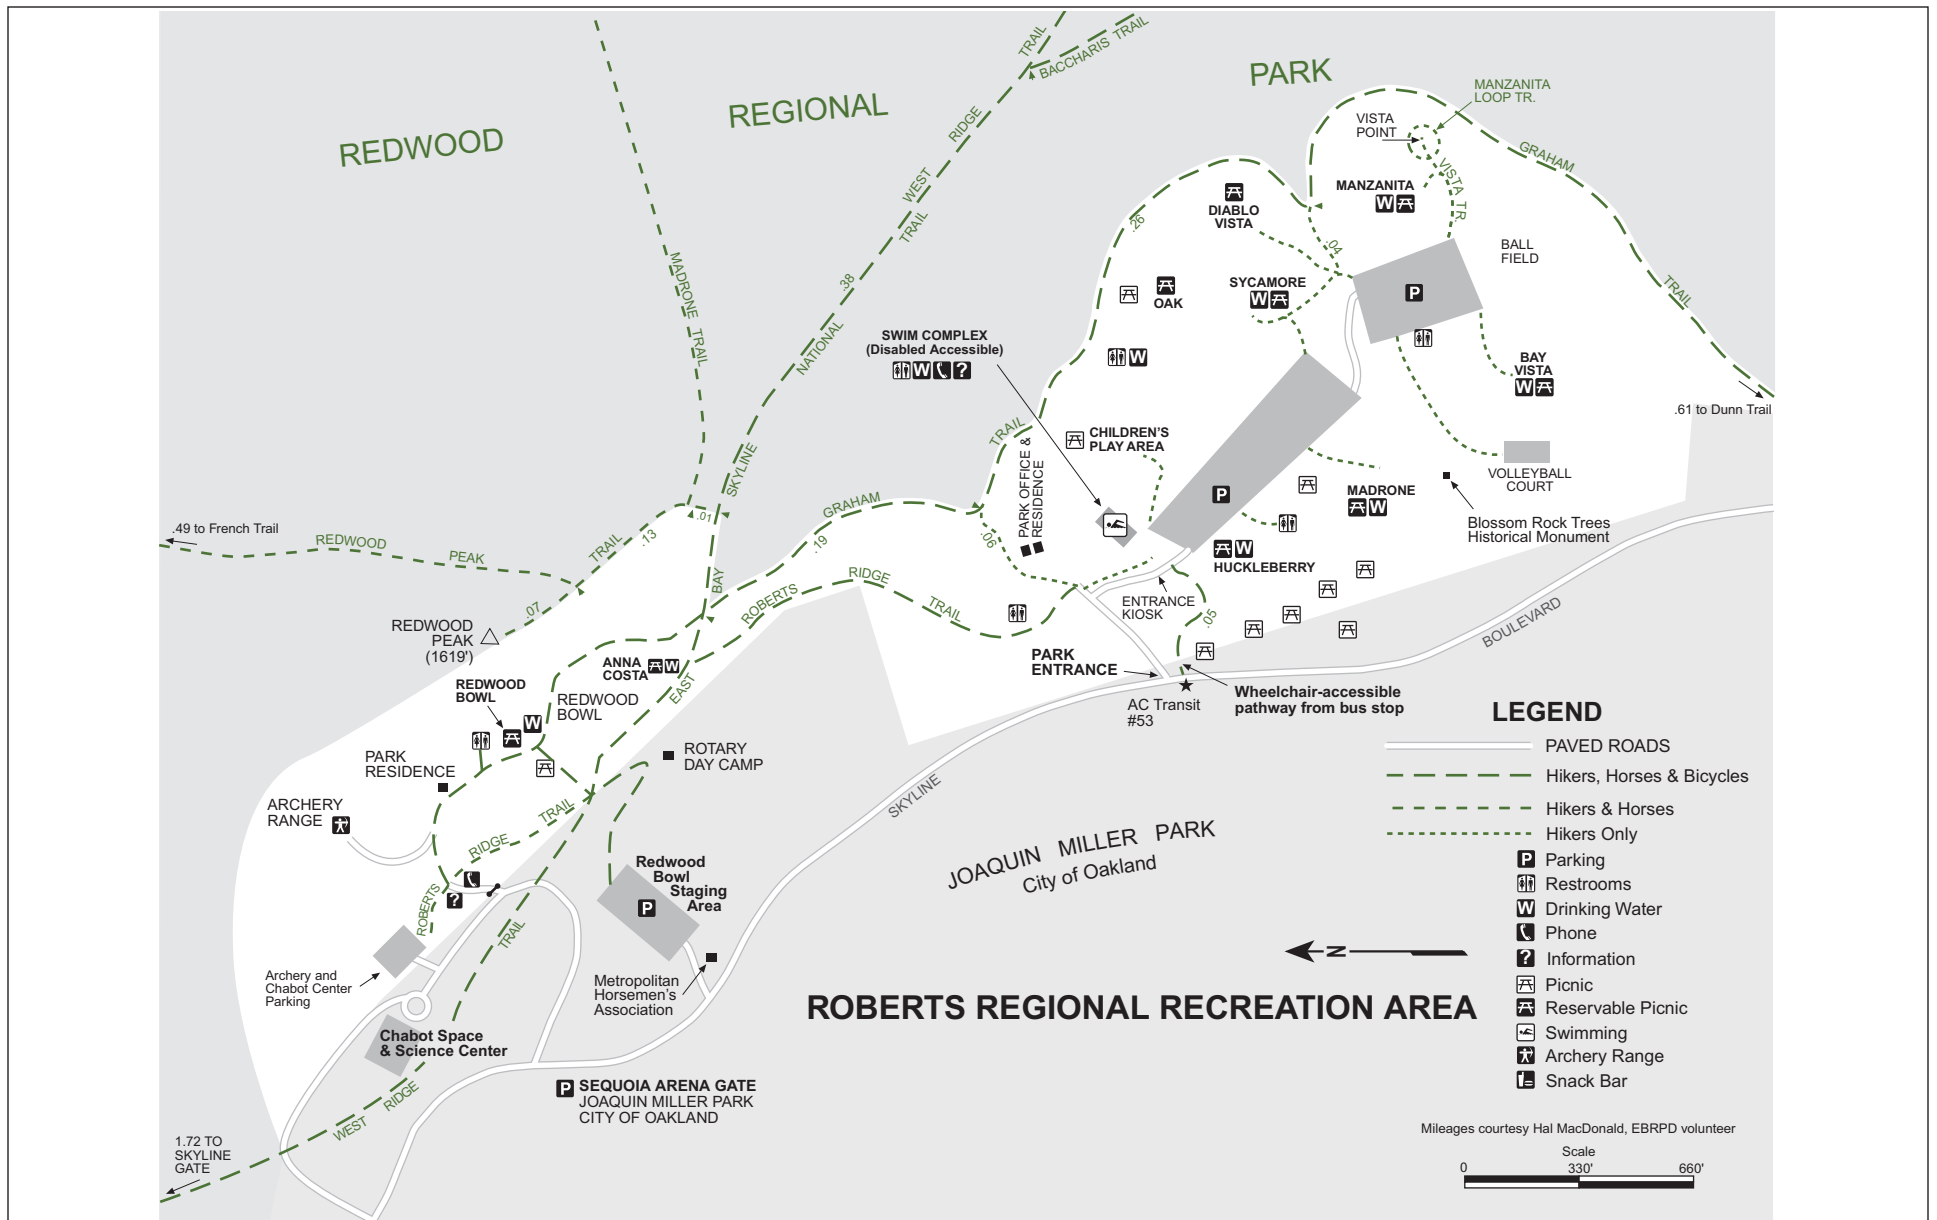 REDWOOD
REGIONAL
PARK
TRAIL
BACCHARIS TRAIL
RIDGE
WEST
TRAIL
.38
NATIONAL
SKYLINE
BAY
EAST
MADRONE TRAIL
MANZANITA
LOOP TR.
VISTA
POINT
GRAHAM
TRAIL
VISTA TR.
MANZANITA
W
DIABLO
VISTA
.26
.04
BALL
FIELD
SYCAMORE
W
OAK
P
SWIM COMPLEX
(Disabled Accessible)
W ?
W
BAY
VISTA
W
.61 to Dunn Trail
TRAIL
CHILDREN'S
PLAY AREA
PARK OFFICE &
RESIDENCE
VOLLEYBALL
COURT
P
MADRONE
W
Blossom Rock Trees
Historical Monument
.49 to French Trail
REDWOOD
PEAK
TRAIL
.13
.01
.07
GRAHAM
.19
.06
W
HUCKLEBERRY
ROBERTS
RIDGE
TRAIL
ENTRANCE
KIOSK
.05
SKYLINE
BOULEVARD
REDWOOD
PEAK
(1619')
PARK
ENTRANCE
ANNA
COSTA
W
REDWOOD
BOWL
REDWOOD
BOWL
W
Wheelchair-accessible
pathway from bus stop
AC Transit
#53
PARK
RESIDENCE
ROTARY
DAY CAMP
ARCHERY
RANGE
ROBERTS
RIDGE
TRAIL
?
Redwood
Bowl
Staging
Area
P
TRAIL
JOAQUIN MILLER PARK
City of Oakland
N
Archery and
Chabot Center
Parking
Metropolitan
Horsemen's
Association
ROBERTS REGIONAL RECREATION AREA
Chabot Space
& Science Center
P SEQUOIA ARENA GATE
JOAQUIN MILLER PARK
CITY OF OAKLAND
WEST
RIDGE
1.72 TO
SKYLINE
GATE
LEGEND
PAVED ROADS
Hikers, Horses & Bicycles
Hikers & Horses
Hikers Only
P Parking
Restrooms
W Drinking Water
Phone
? Information
Picnic
Reservable Picnic
Swimming
Archery Range
Snack Bar
Mileages courtesy Hal MacDonald, EBRPD volunteer
Scale
0 330' 660'